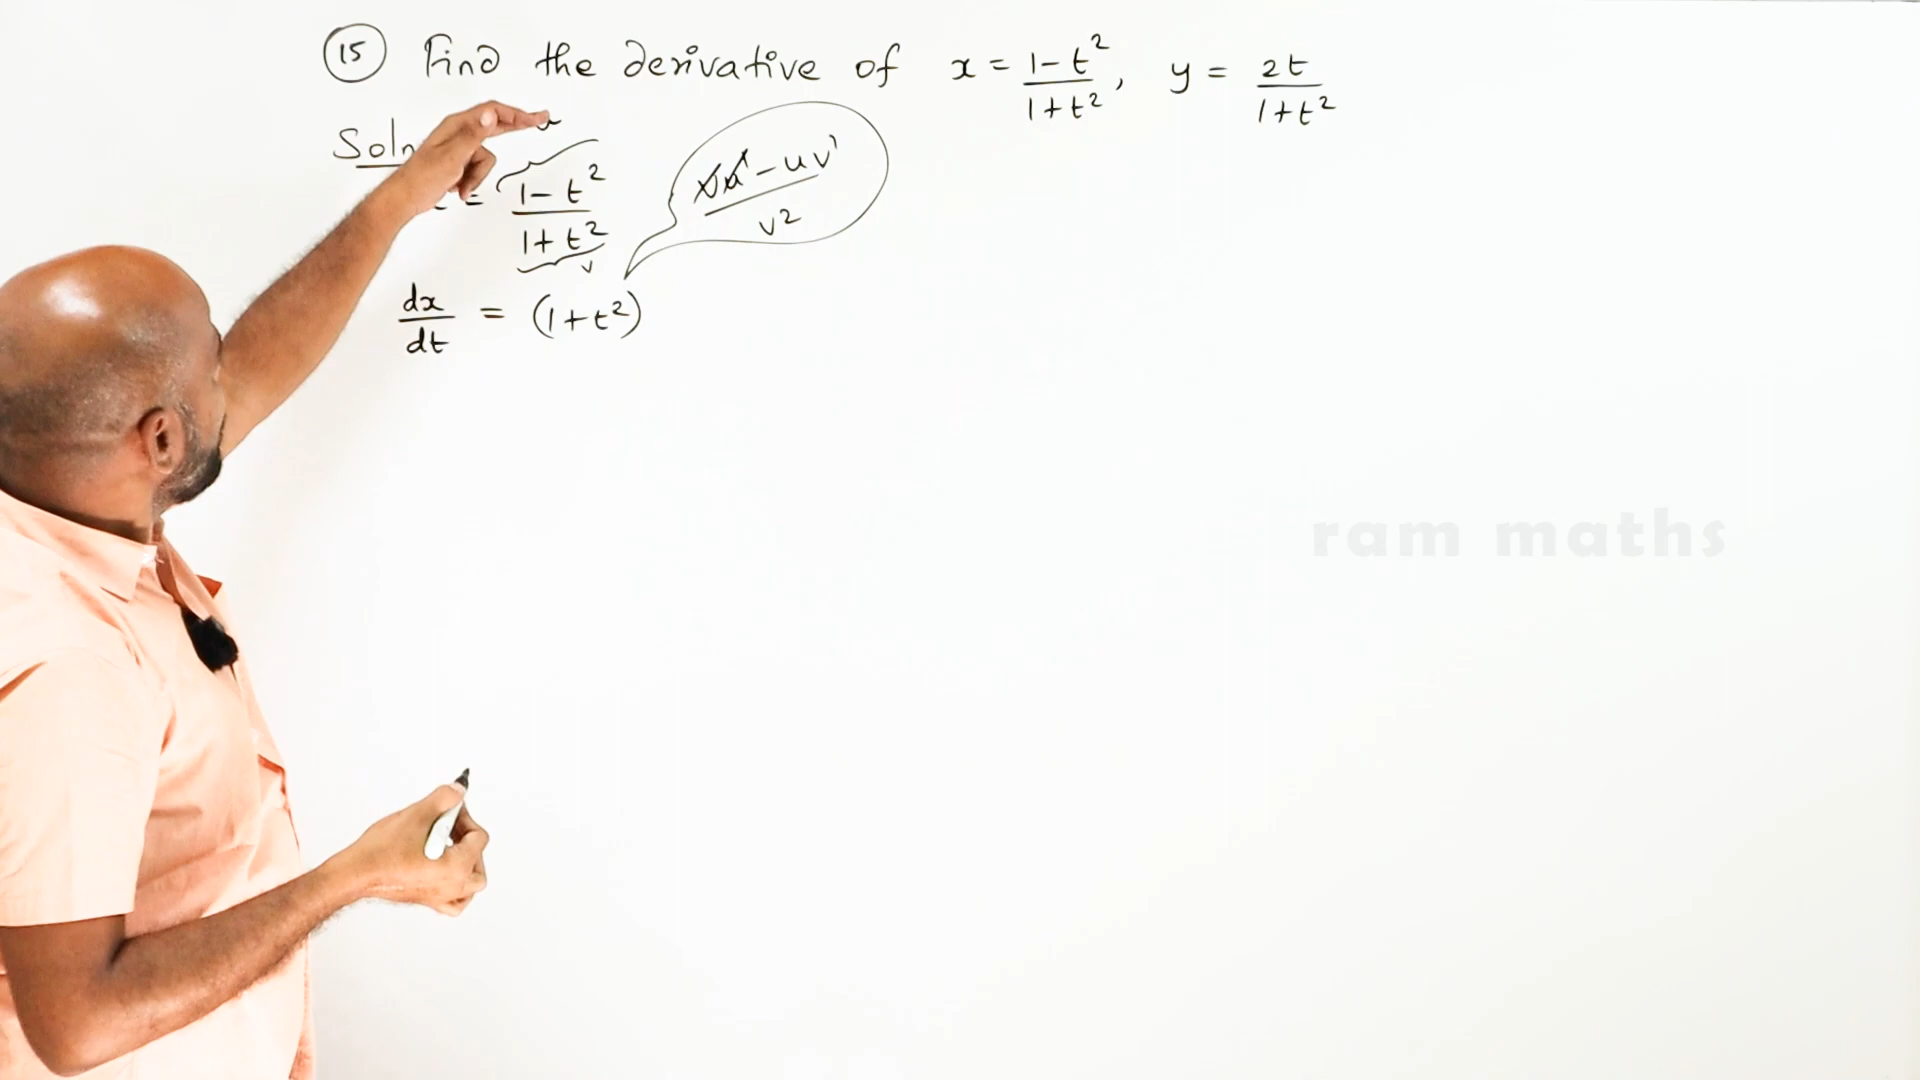 15 Find the derivative of x = (1-t²)/(1+t²), y = 2t/(1+t²)
Soln
u
= (1-t²)/(1+t²)
v
(vu' - uv')/v²
dx/dt = (1+t²)
ram maths